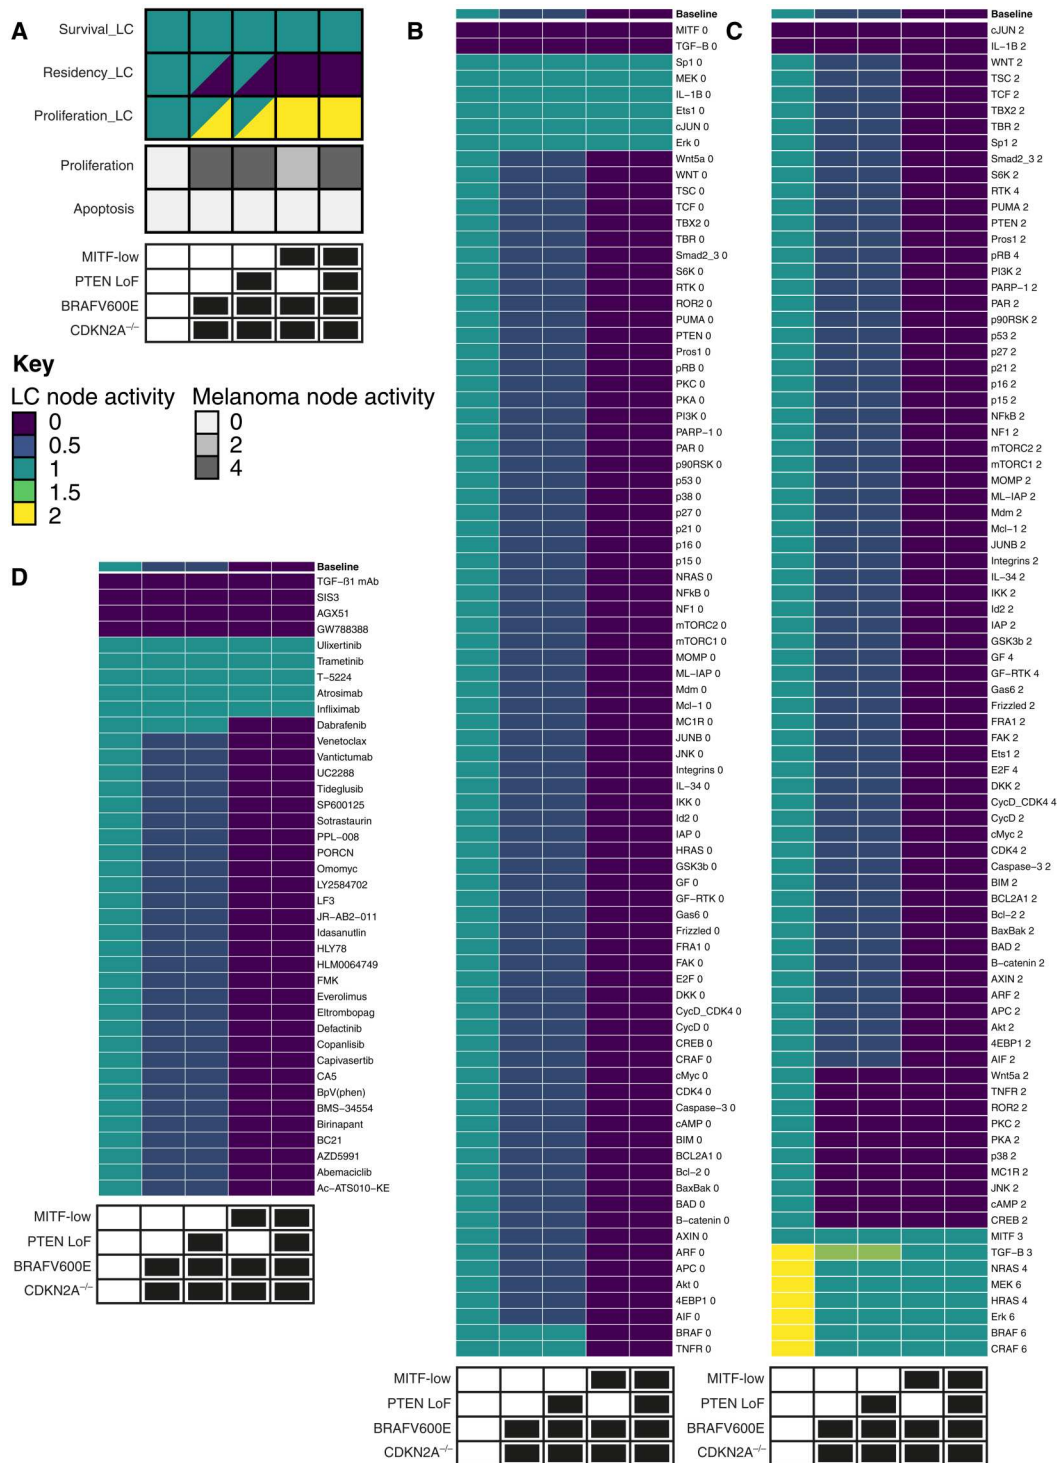 A
Survival_LC
Residency_LC
Proliferation_LC
Proliferation
Apoptosis
MITF-low
PTEN LoF
BRAFV600E
CDKN2A−/−
Key
LC node activity
0
0.5
1
1.5
2
Melanoma node activity
0
2
4
B
Baseline
MITF 0
TGF−B 0
Sp1 0
MEK 0
IL−1B 0
Ets1 0
cJUN 0
Erk 0
Wnt5a 0
WNT 0
TSC 0
TCF 0
TBX2 0
TBR 0
Smad2_3 0
S6K 0
RTK 0
ROR2 0
PUMA 0
PTEN 0
Pros1 0
pRB 0
PKC 0
PKA 0
PI3K 0
PARP−1 0
PAR 0
p90RSK 0
p53 0
p38 0
p27 0
p21 0
p16 0
p15 0
NRAS 0
NFkB 0
NF1 0
mTORC2 0
mTORC1 0
MOMP 0
ML−IAP 0
Mdm 0
Mcl−1 0
MC1R 0
JUNB 0
JNK 0
Integrins 0
IL−34 0
IKK 0
Id2 0
IAP 0
HRAS 0
GSK3b 0
GF 0
GF−RTK 0
Gas6 0
Frizzled 0
FRA1 0
FAK 0
E2F 0
DKK 0
CycD_CDK4 0
CycD 0
CREB 0
CRAF 0
cMyc 0
CDK4 0
Caspase−3 0
cAMP 0
BIM 0
BCL2A1 0
Bcl−2 0
BaxBak 0
BAD 0
B−catenin 0
AXIN 0
ARF 0
APC 0
Akt 0
4EBP1 0
AIF 0
BRAF 0
TNFR 0
MITF-low
PTEN LoF
BRAFV600E
CDKN2A−/−
C
Baseline
cJUN 2
IL−1B 2
WNT 2
TSC 2
TCF 2
TBX2 2
TBR 2
Sp1 2
Smad2_3 2
S6K 2
RTK 4
PUMA 2
PTEN 2
Pros1 2
pRB 4
PI3K 2
PARP−1 2
PAR 2
p90RSK 2
p53 2
p27 2
p21 2
p16 2
p15 2
NFkB 2
NF1 2
mTORC2 2
mTORC1 2
MOMP 2
ML−IAP 2
Mdm 2
Mcl−1 2
JUNB 2
Integrins 2
IL−34 2
IKK 2
Id2 2
IAP 2
GSK3b 2
GF 4
GF−RTK 4
Gas6 2
Frizzled 2
FRA1 2
FAK 2
Ets1 2
E2F 4
DKK 2
CycD_CDK4 4
CycD 2
cMyc 2
CDK4 2
Caspase−3 2
BIM 2
BCL2A1 2
Bcl−2 2
BaxBak 2
BAD 2
B−catenin 2
AXIN 2
ARF 2
APC 2
Akt 2
4EBP1 2
AIF 2
Wnt5a 2
TNFR 2
ROR2 2
PKC 2
PKA 2
p38 2
MC1R 2
JNK 2
cAMP 2
CREB 2
MITF 3
TGF−B 3
NRAS 4
MEK 6
HRAS 4
Erk 6
BRAF 6
CRAF 6
MITF-low
PTEN LoF
BRAFV600E
CDKN2A−/−
D
Baseline
TGF−ß1 mAb
SIS3
AGX51
GW788388
Ulixertinib
Trametinib
T−5224
Atrosimab
Infliximab
Dabrafenib
Venetoclax
Vantictumab
UC2288
Tideglusib
SP600125
Sotrastaurin
PPL−008
PORCN
Omomyc
LY2584702
LF3
JR−AB2−011
Idasanutlin
HLY78
HLM0064749
FMK
Everolimus
Eltrombopag
Defactinib
Copanlisib
Capivasertib
CA5
BpV(phen)
BMS−34554
Birinapant
BC21
AZD5991
Abemaciclib
Ac−ATS010−KE
MITF-low
PTEN LoF
BRAFV600E
CDKN2A−/−